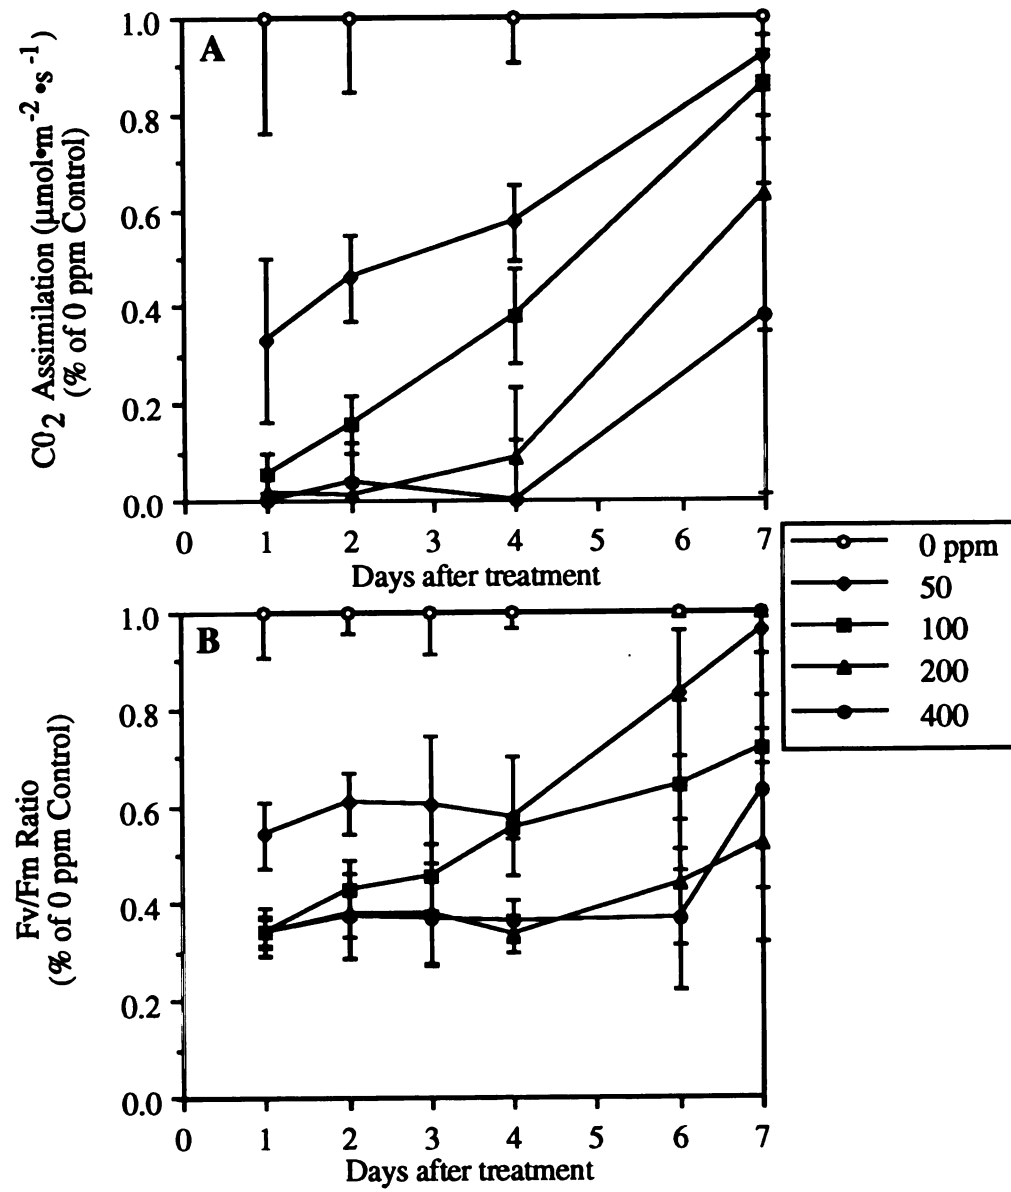 A
CO2 Assimilation (μmol•m-2•s-1)
(% of 0 ppm Control)
1.0
0.8
0.6
0.4
0.2
0.0
0 1 2 3 4 5 6 7
Days after treatment
0 ppm
50
100
200
400
B
Fv/Fm Ratio
(% of 0 ppm Control)
1.0
0.8
0.6
0.4
0.2
0.0
0 1 2 3 4 5 6 7
Days after treatment